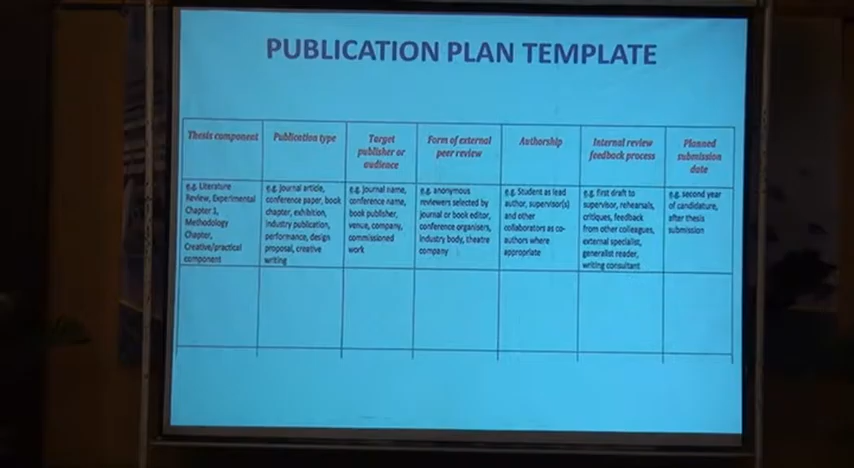 PUBLICATION PLAN TEMPLATE
Thesis component
Publication type
Target
publisher or
audience
Form of external
peer review
Authorship
Internal review
feedback process
Planned
submission
date
e.g. Literature
Review, Experimental
Chapter 1,
Methodology
Chapter,
Creative/practical
component
e.g. Journal article,
conference paper, book
chapter, exhibition,
industry publication,
performance, design
proposal, creative
writing
e.g. Journal name,
conference name,
book publisher,
venue, company,
commissioned
work
e.g. anonymous
reviewers selected by
journal or book editor,
conference organisers,
industry body, theatre
company
e.g. Student as lead
author, supervisor(s)
and other
collaborators as co-
authors where
appropriate
e.g. first draft to
supervisor, rehearsals,
critiques, feedback
from other colleagues,
external specialist,
generalist reader,
writing consultant
e.g. second year
of candidature,
after thesis
submission